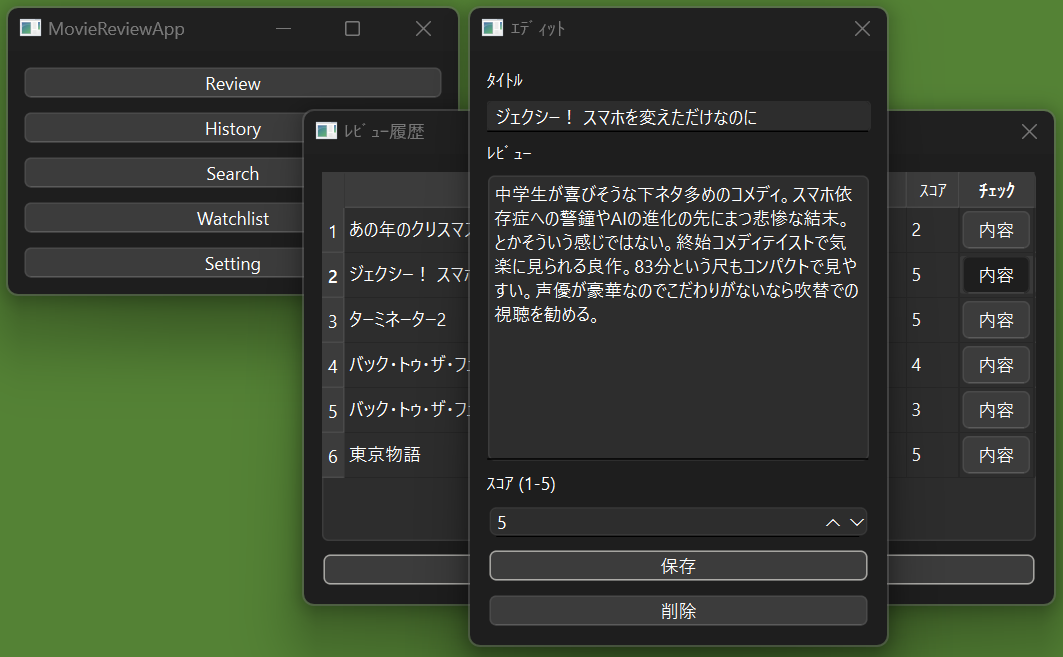 MovieReviewApp
Review
History
Search
Watchlist
Setting
ﾚﾋﾞｭｰ履歴
ｽｺｱ
ﾁｪｯｸ
1 あの年のクリスマス
2
内容
2 ジェクシー！ スマホ
5
内容
3 ターミネーター2
5
内容
4 バック・トゥ・ザ・フュ
4
内容
5 バック・トゥ・ザ・フュ
3
内容
6 東京物語
5
内容
ｴﾃﾞｨｯﾄ
ﾀｲﾄﾙ
ジェクシー！ スマホを変えただけなのに
ﾚﾋﾞｭｰ
中学生が喜びそうな下ネタ多めのコメディ。スマホ依
存症への警鐘やAIの進化の先にまつ悲惨な結末。
とかそういう感じではない。終始コメディテイストで気
楽に見られる良作。83分という尺もコンパクトで見や
すい。声優が豪華なのでこだわりがないなら吹替での
視聴を勧める。
ｽｺｱ (1-5)
5
保存
削除